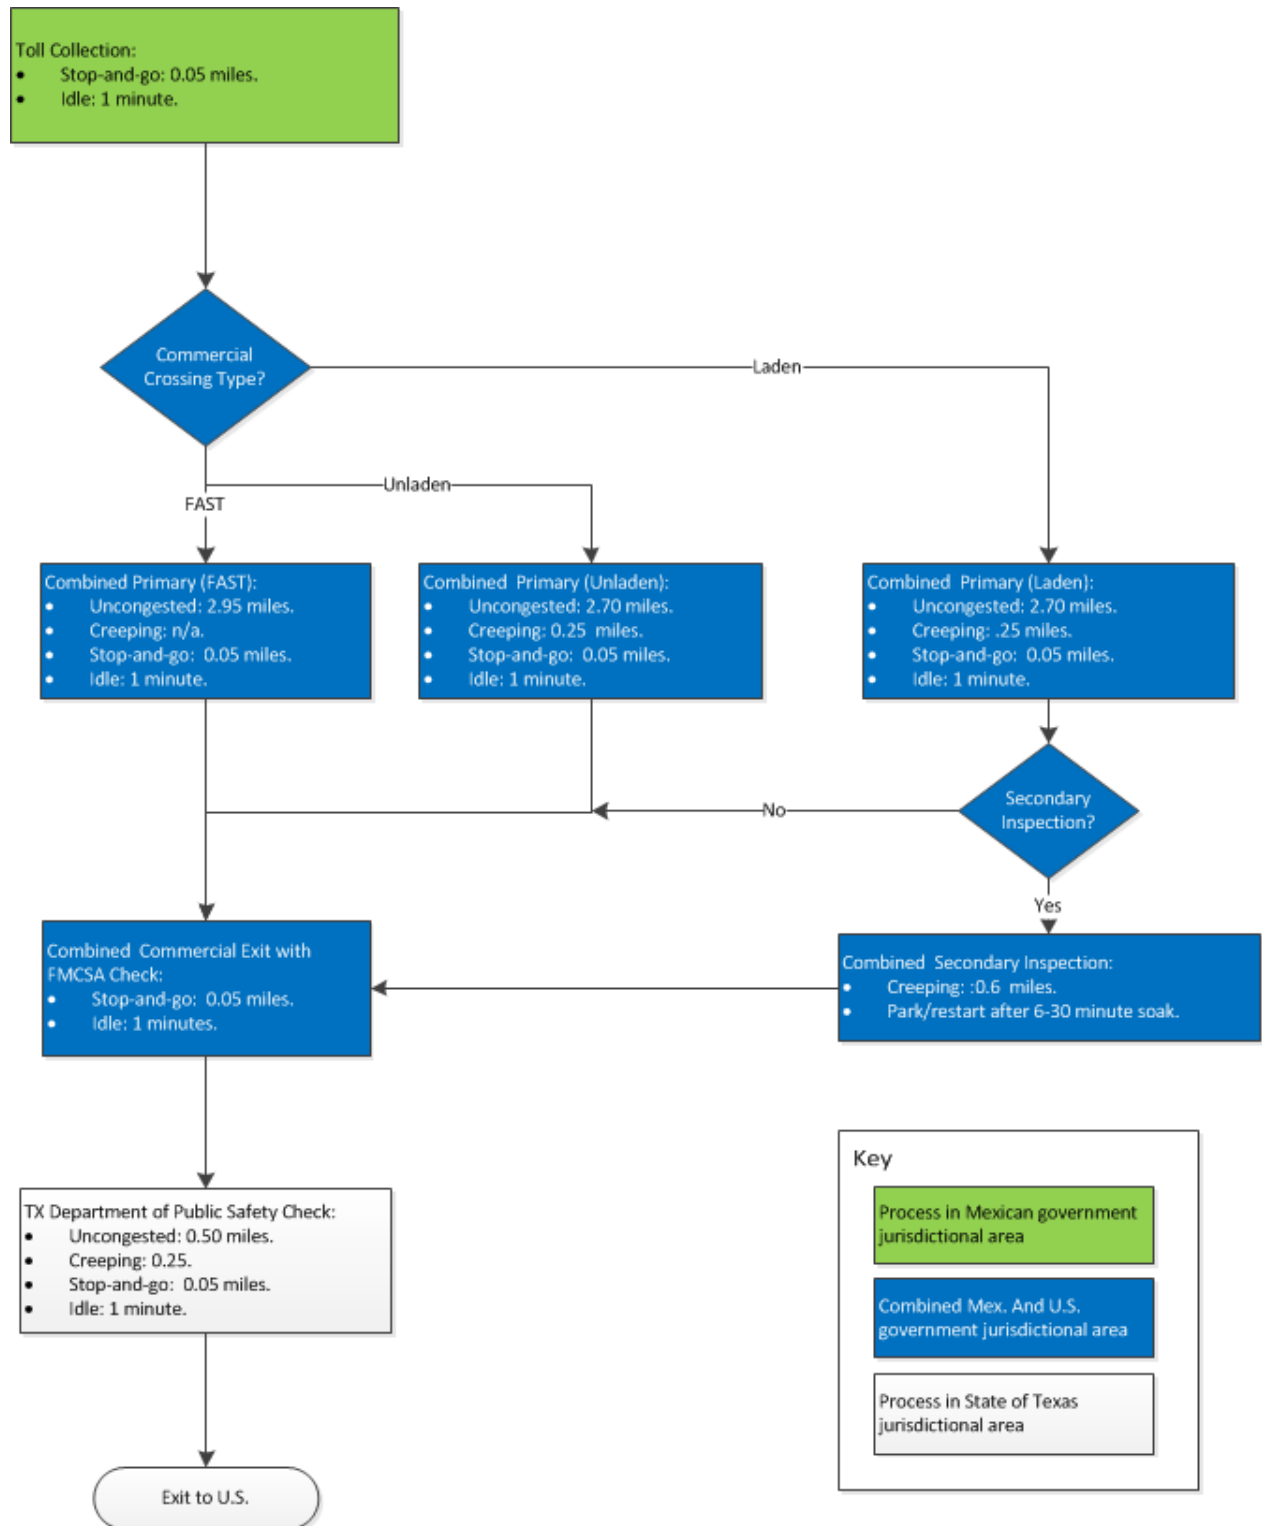 Toll Collection:
• Stop-and-go: 0.05 miles.
• Idle: 1 minute.
Commercial
Crossing Type?
Laden
Unladen
FAST
Combined Primary (FAST):
• Uncongested: 2.95 miles.
• Creeping: n/a.
• Stop-and-go: 0.05 miles.
• Idle: 1 minute.
Combined Primary (Unladen):
• Uncongested: 2.70 miles.
• Creeping: 0.25 miles.
• Stop-and-go: 0.05 miles.
• Idle: 1 minute.
Combined Primary (Laden):
• Uncongested: 2.70 miles.
• Creeping: .25 miles.
• Stop-and-go: 0.05 miles.
• Idle: 1 minute.
Secondary
Inspection?
No
Yes
Combined Commercial Exit with
FMCSA Check:
• Stop-and-go: 0.05 miles.
• Idle: 1 minutes.
Combined Secondary Inspection:
• Creeping: :0.6 miles.
• Park/restart after 6-30 minute soak.
TX Department of Public Safety Check:
• Uncongested: 0.50 miles.
• Creeping: 0.25.
• Stop-and-go: 0.05 miles.
• Idle: 1 minute.
Exit to U.S.
Key
Process in Mexican government
jurisdictional area
Combined Mex. And U.S.
government jurisdictional area
Process in State of Texas
jurisdictional area